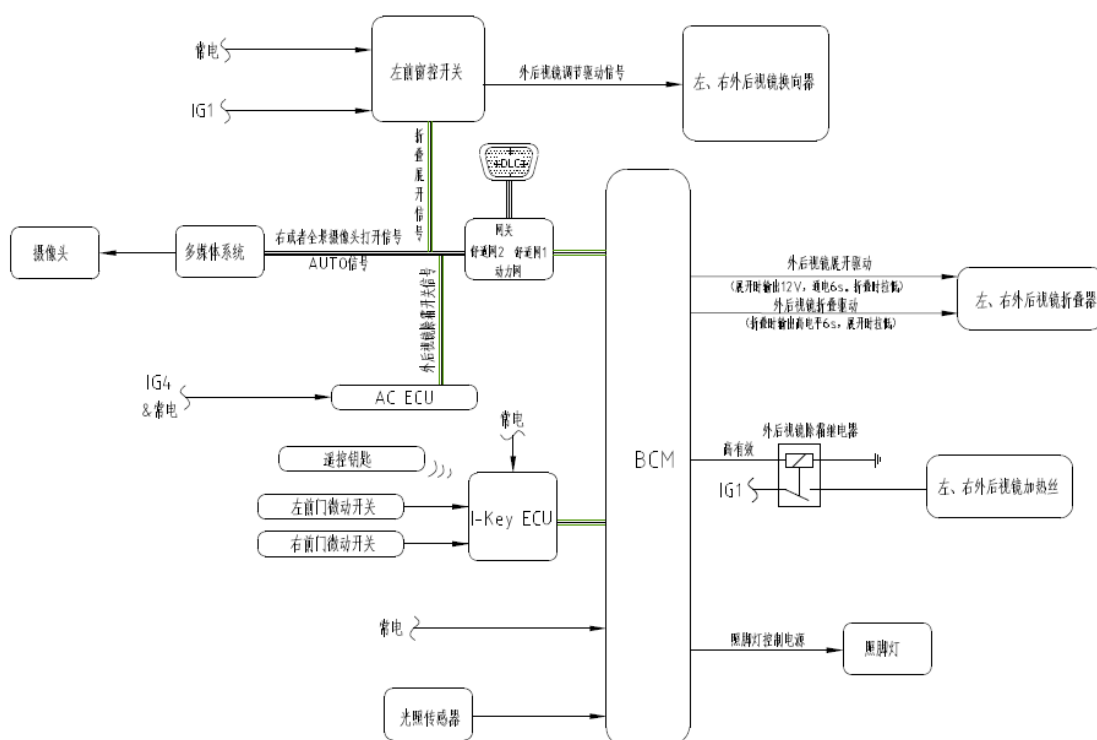 常电
IG1
左前窗控开关
外后视镜调节驱动信号
左、右外后视镜换向器
折叠展开信号
DLC
网关
舒适网2 舒适网1
动力网
摄像头
多媒体系统
右或者全景摄像头打开信号
AUTO信号
外后视镜除霜开关信号
外后视镜展开驱动
(展开时输出12V，通电6s。折叠时拉低)
外后视镜折叠驱动
(折叠时输出高电平6s，展开时拉低)
左、右外后视镜折叠器
IG4
&常电
AC ECU
常电
遥控钥匙
左前门微动开关
右前门微动开关
I-Key ECU
BCM
外后视镜除霜继电器
高有效
IG1
左、右外后视镜加热丝
常电
照脚灯控制电源
照脚灯
光照传感器